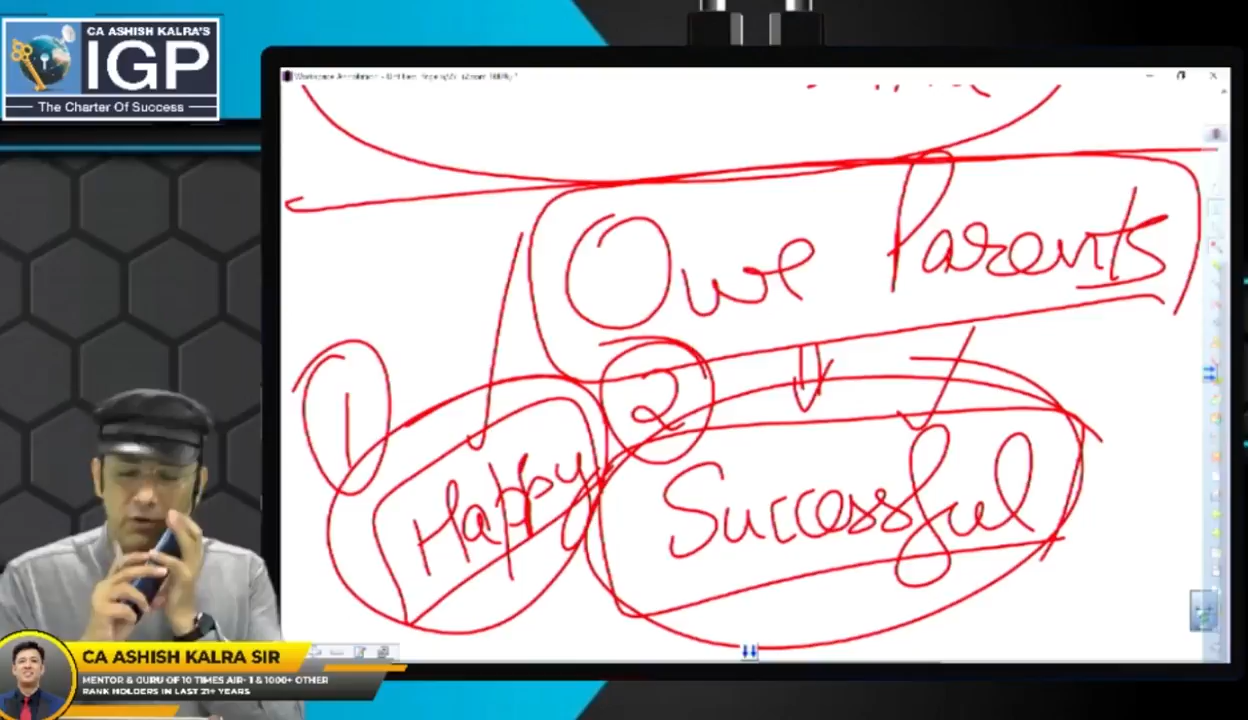 CA ASHISH KALRA'S
IGP
The Charter Of Success
Owe Parents
1
2
Happy
Successful
CA ASHISH KALRA SIR
MENTOR & GURU OF 10 TIMES AIR- 1 & 1000+ OTHER
RANK HOLDERS IN LAST 21+ YEARS